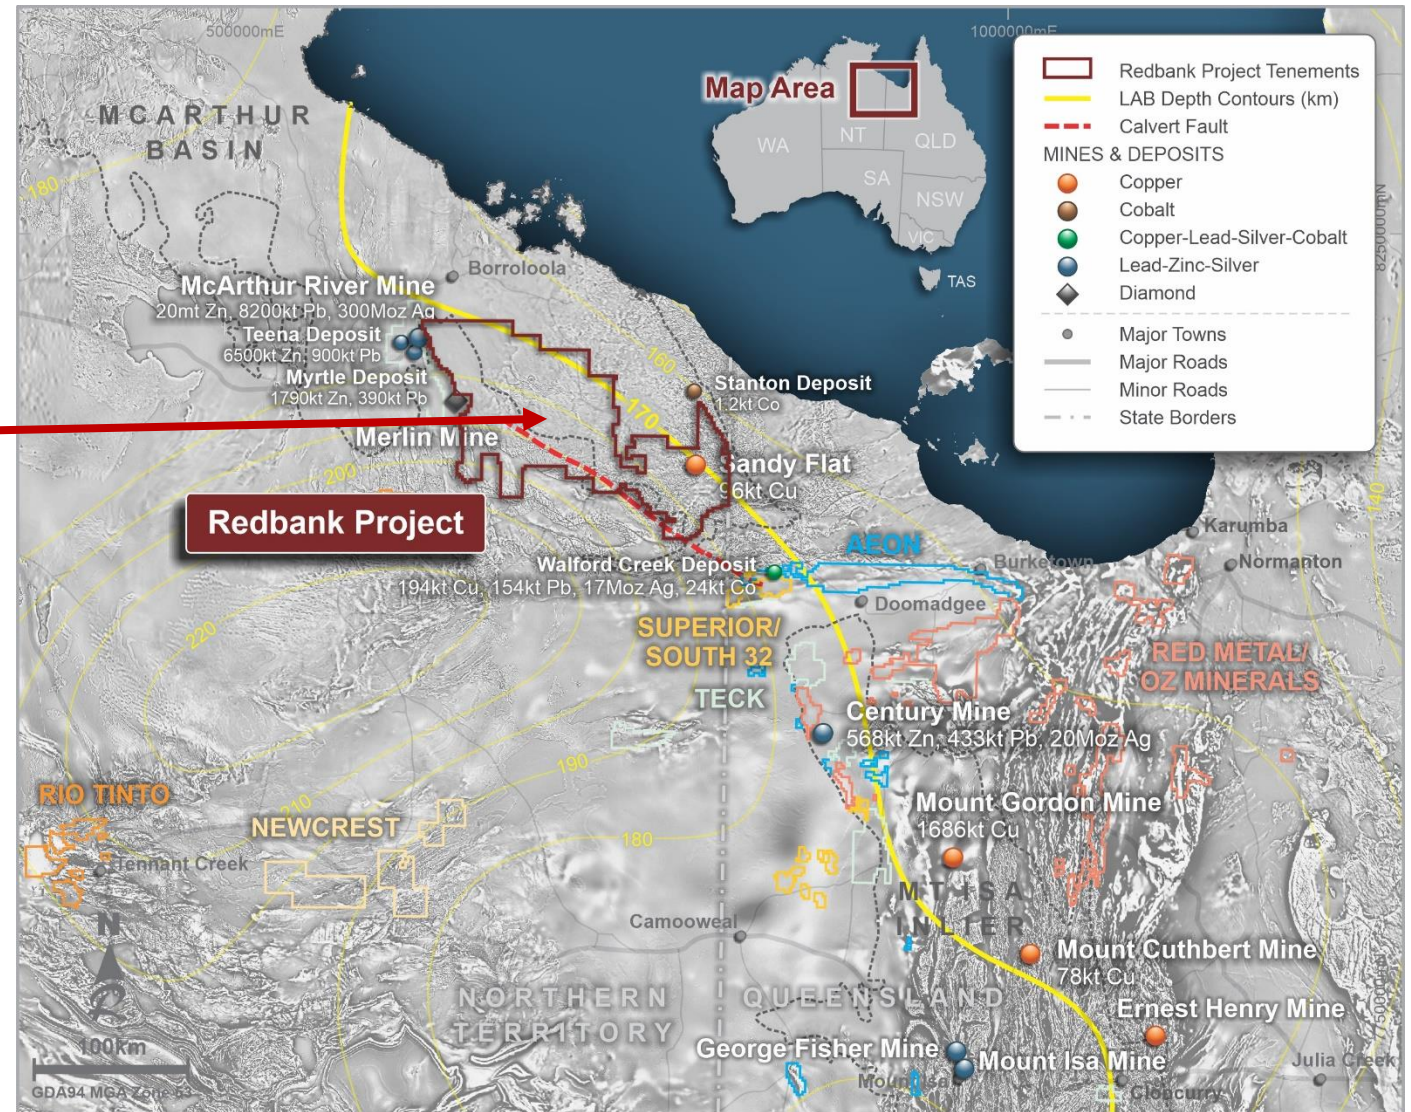 500000mE
1000000mE
Redbank Project Tenements
LAB Depth Contours (km)
Calvert Fault
MINES & DEPOSITS
Copper
Cobalt
Copper-Lead-Silver-Cobalt
Lead-Zinc-Silver
Diamond
Major Towns
Major Roads
Minor Roads
State Borders
Map Area
WA
NT
QLD
SA
NSW
VIC
TAS
8250000mN
MCARTHUR
BASIN
180
Borroloola
McArthur River Mine
20mt Zn, 8200kt Pb, 300Moz Ag
Teena Deposit
6500kt Zn, 900kt Pb
Myrtle Deposit
1790kt Zn, 390kt Pb
Merlin Mine
160
170
Stanton Deposit
1.2kt Co
Sandy Flat
96kt Cu
200
140
Redbank Project
Karumba
Normanton
AEON
Burketown
Walford Creek Deposit
194kt Cu, 154kt Pb, 17Moz Ag, 24kt Co
Doomadgee
220
SUPERIOR/
SOUTH 32
TECK
RED METAL/
OZ MINERALS
Century Mine
568kt Zn, 433kt Pb, 20Moz Ag
190
RIO TINTO
210
NEWCREST
180
Mount Gordon Mine
1686kt Cu
Tennant Creek
MT ISA
INLIER
Camooweal
N
Mount Cuthbert Mine
78kt Cu
NORTHERN
TERRITORY
QUEENSLAND
Ernest Henry Mine
100km
George Fisher Mine
Mount Isa Mine
Mount Isa
Julia Creek
Cloncurry
GDA94 MGA Zone 53